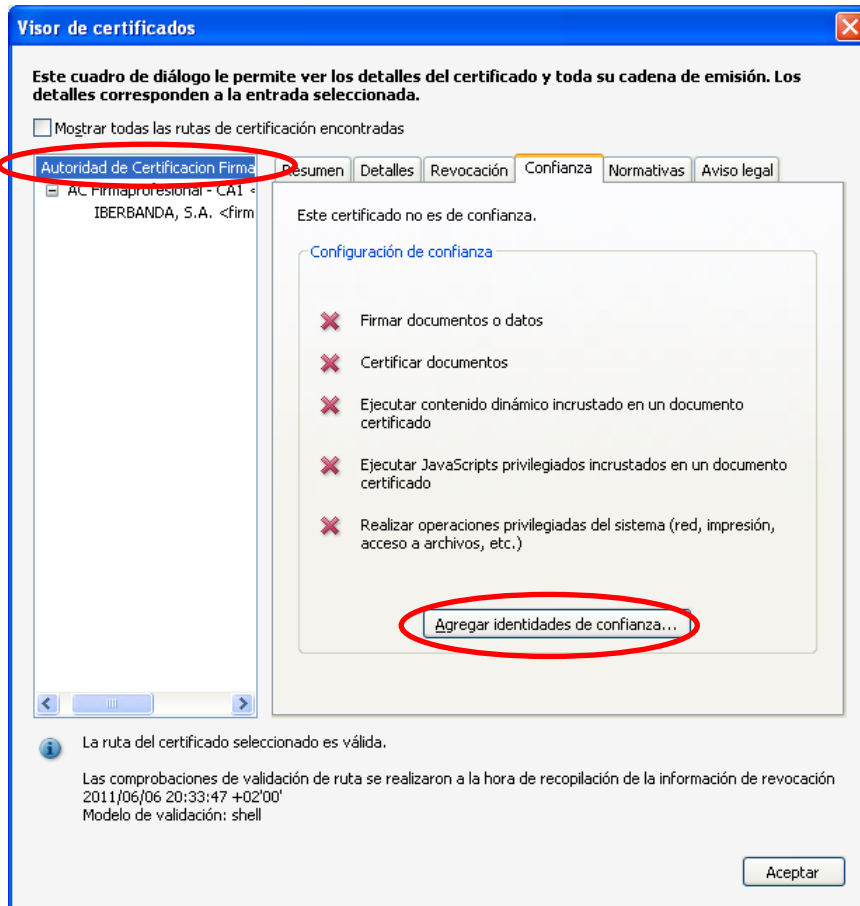 Visor de certificados
Este cuadro de diálogo le permite ver los detalles del certificado y toda su cadena de emisión. Los
detalles corresponden a la entrada seleccionada.
Mostrar todas las rutas de certificación encontradas
Autoridad de Certificacion Firma
AC Firmaprofesional - CA1 <
IBERBANDA, S.A. <firm
Resumen Detalles Revocación Confianza Normativas Aviso legal
Este certificado no es de confianza.
Configuración de confianza
Firmar documentos o datos
Certificar documentos
Ejecutar contenido dinámico incrustado en un documento
certificado
Ejecutar JavaScripts privilegiados incrustados en un documento
certificado
Realizar operaciones privilegiadas del sistema (red, impresión,
acceso a archivos, etc.)
Agregar identidades de confianza...
La ruta del certificado seleccionado es válida.
Las comprobaciones de validación de ruta se realizaron a la hora de recopilación de la información de revocación
2011/06/06 20:33:47 +02'00'
Modelo de validación: shell
Aceptar